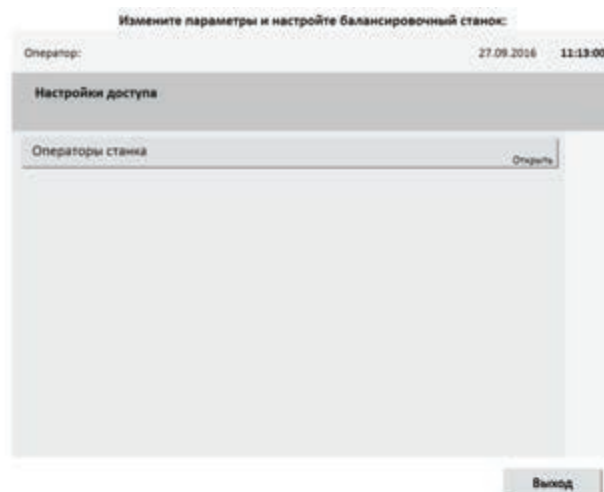 Измените параметры и настройте балансировочный станок:
Оператор: 27.09.2016 11:13:00
Настройки доступа
Операторы станка
Открыть
Выход